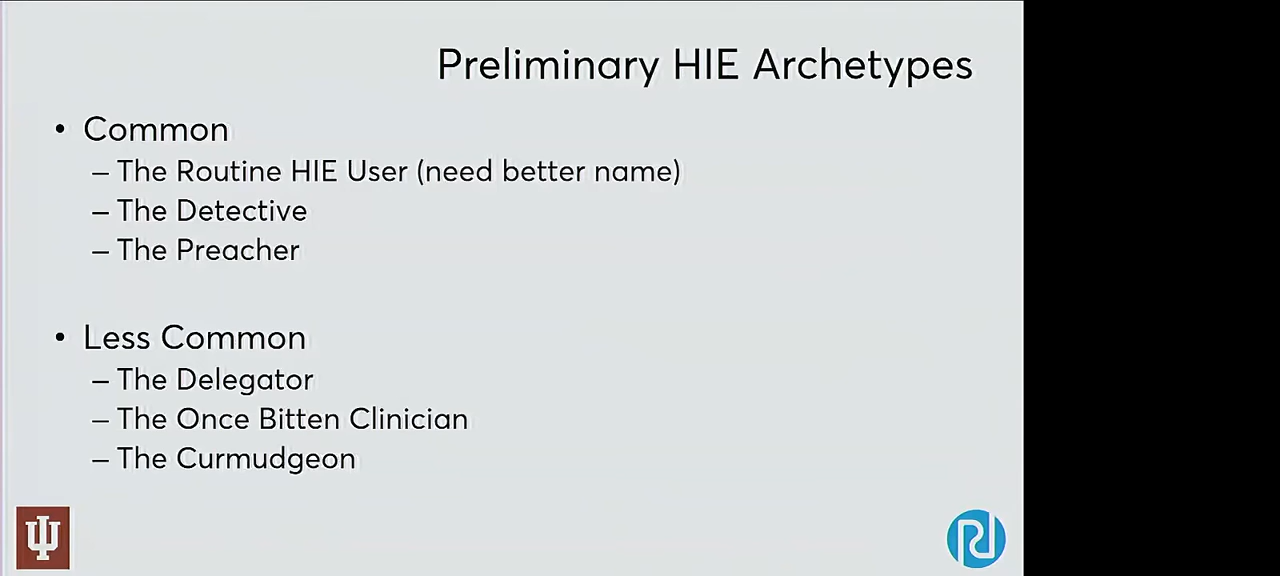 Preliminary HIE Archetypes
• Common
– The Routine HIE User (need better name)
– The Detective
– The Preacher
• Less Common
– The Delegator
– The Once Bitten Clinician
– The Curmudgeon